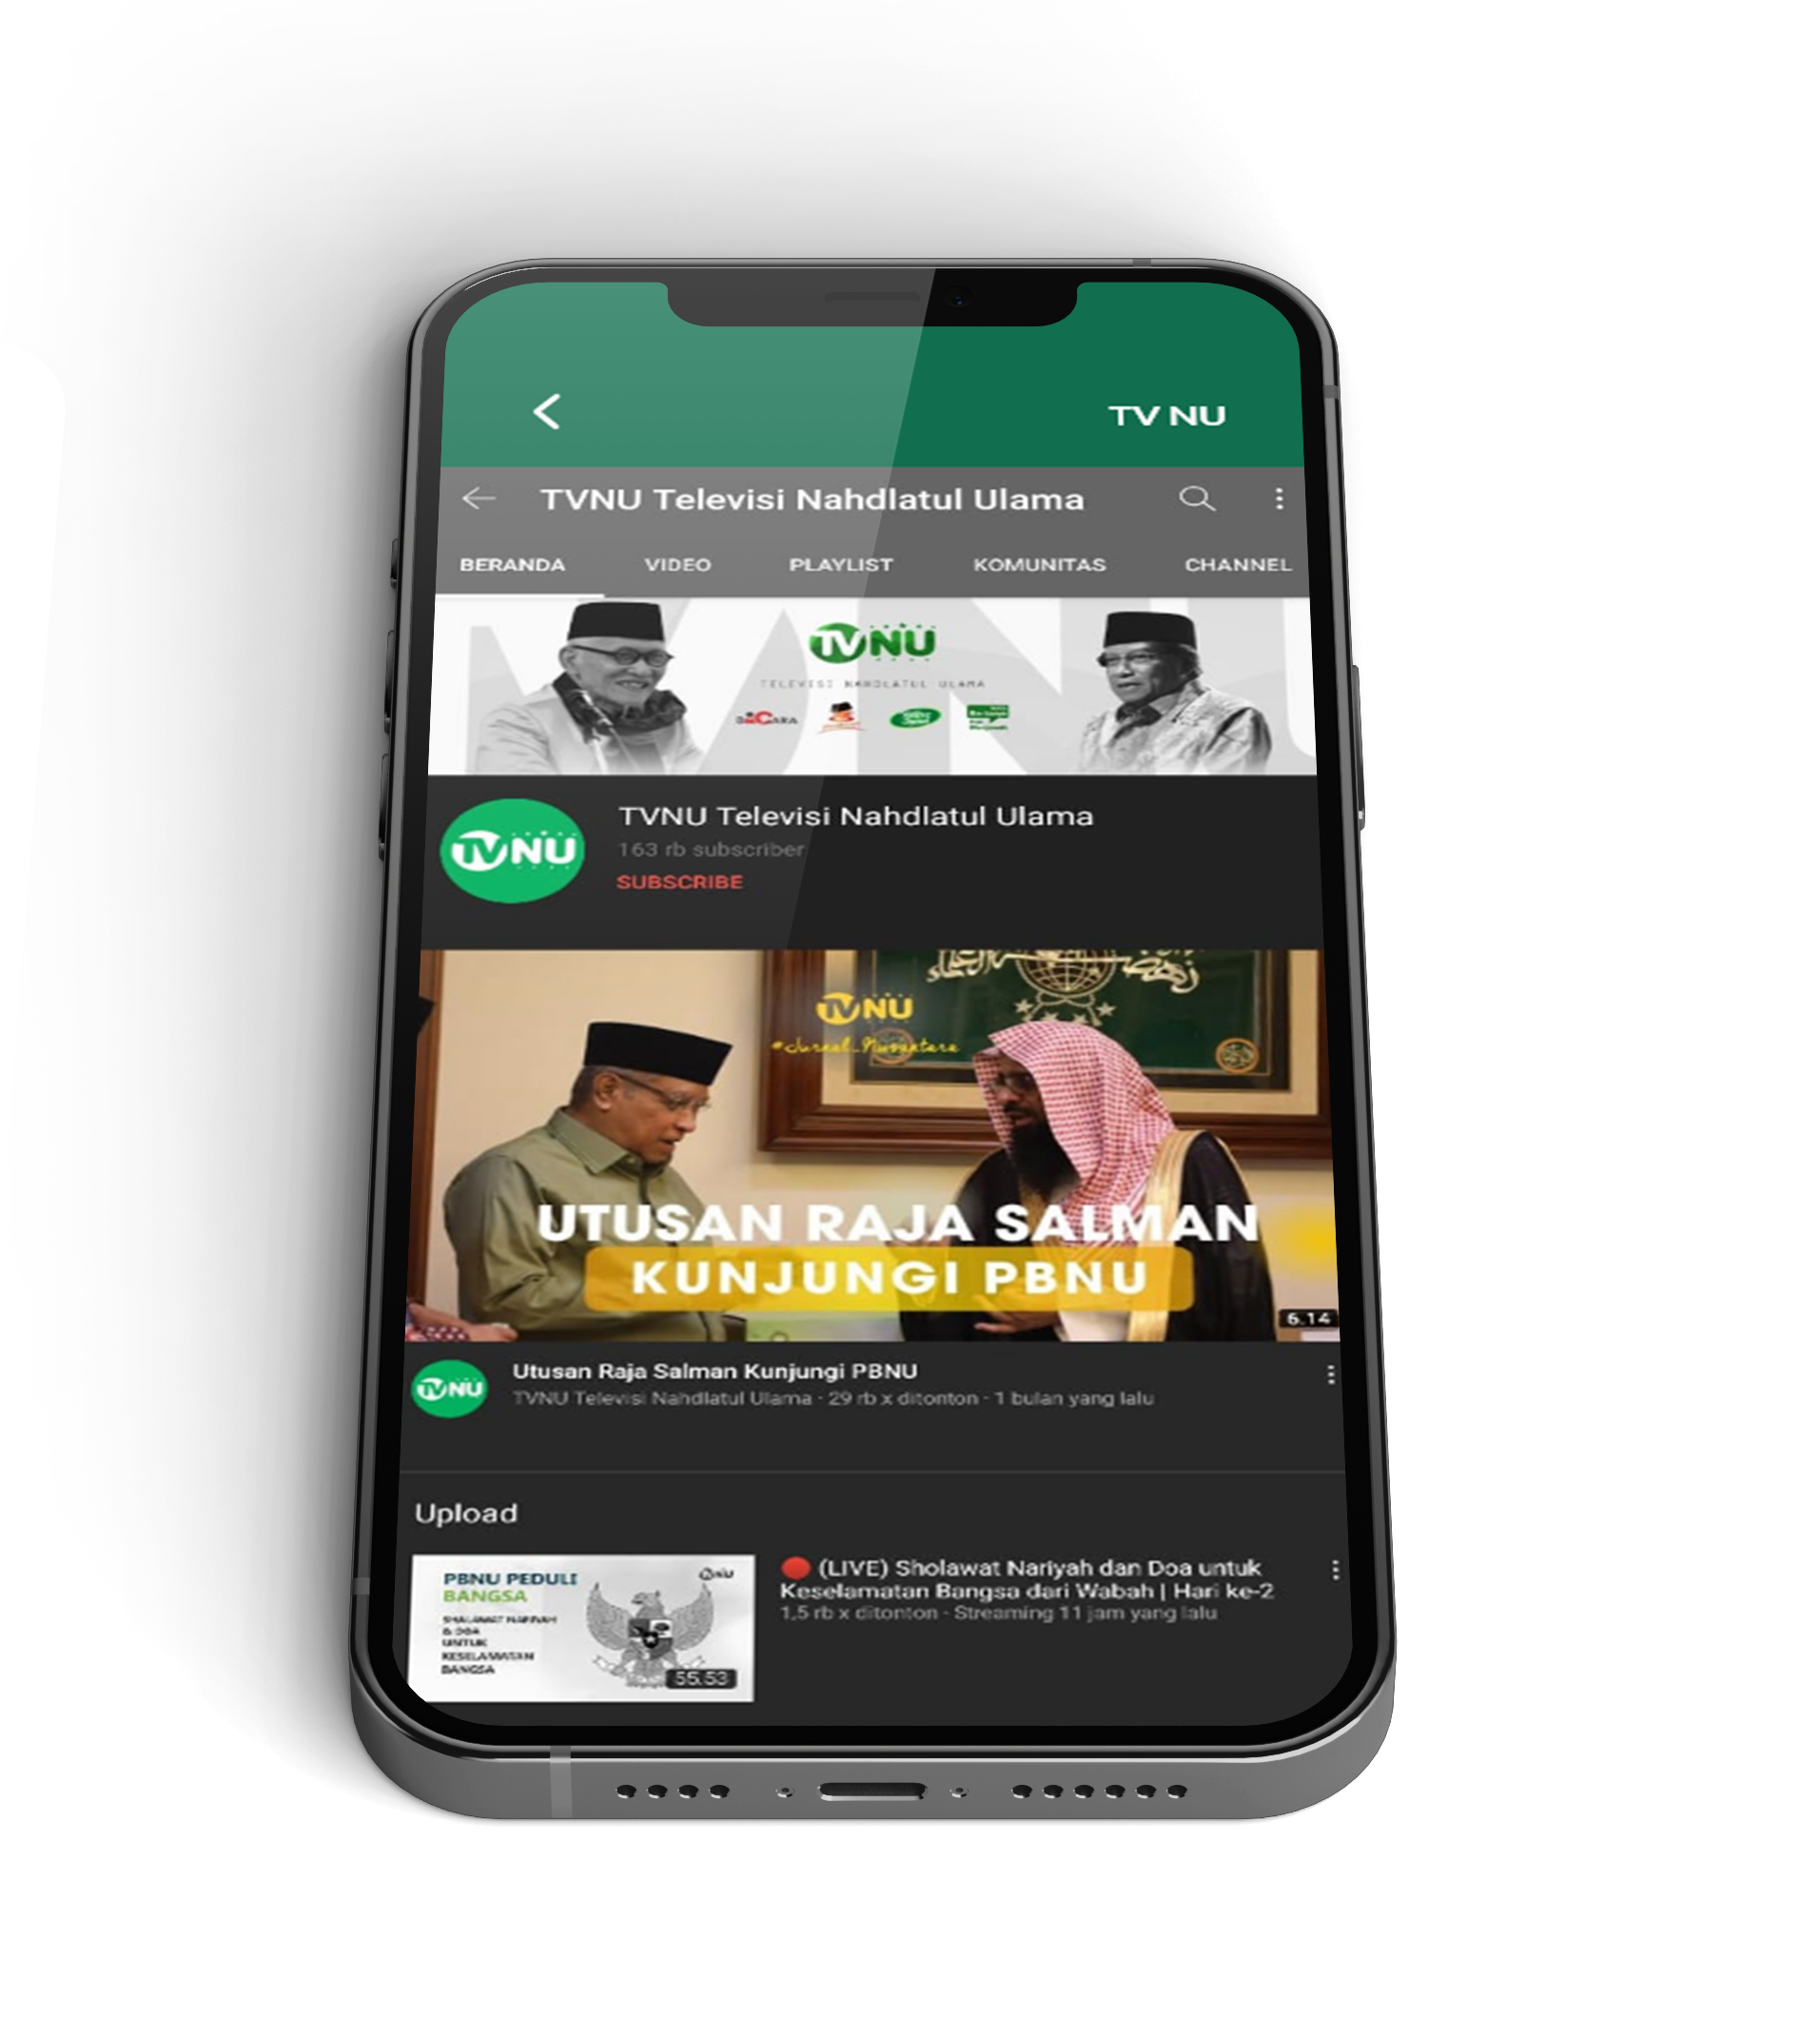 TV NU
TVNU Televisi Nahdlatul Ulama
BERANDA VIDEO PLAYLIST KOMUNITAS CHANNEL
TVNU
TELEVISI NAHDLATUL ULAMA
TVNU
TVNU Televisi Nahdlatul Ulama
163 rb subscriber
SUBSCRIBE
TVNU
#Jurnal_Nusantara
UTUSAN RAJA SALMAN
KUNJUNGI PBNU
6.14
TVNU
Utusan Raja Salman Kunjungi PBNU
TVNU Televisi Nahdlatul Ulama · 29 rb x ditonton · 1 bulan yang lalu
Upload
PBNU PEDULI
BANGSA
SHALAWAT NARIYAH
& DOA
UNTUK
KESELAMATAN
BANGSA
55.53
(LIVE) Sholawat Nariyah dan Doa untuk
Keselamatan Bangsa dari Wabah | Hari ke-2
1,5 rb x ditonton · Streaming 11 jam yang lalu